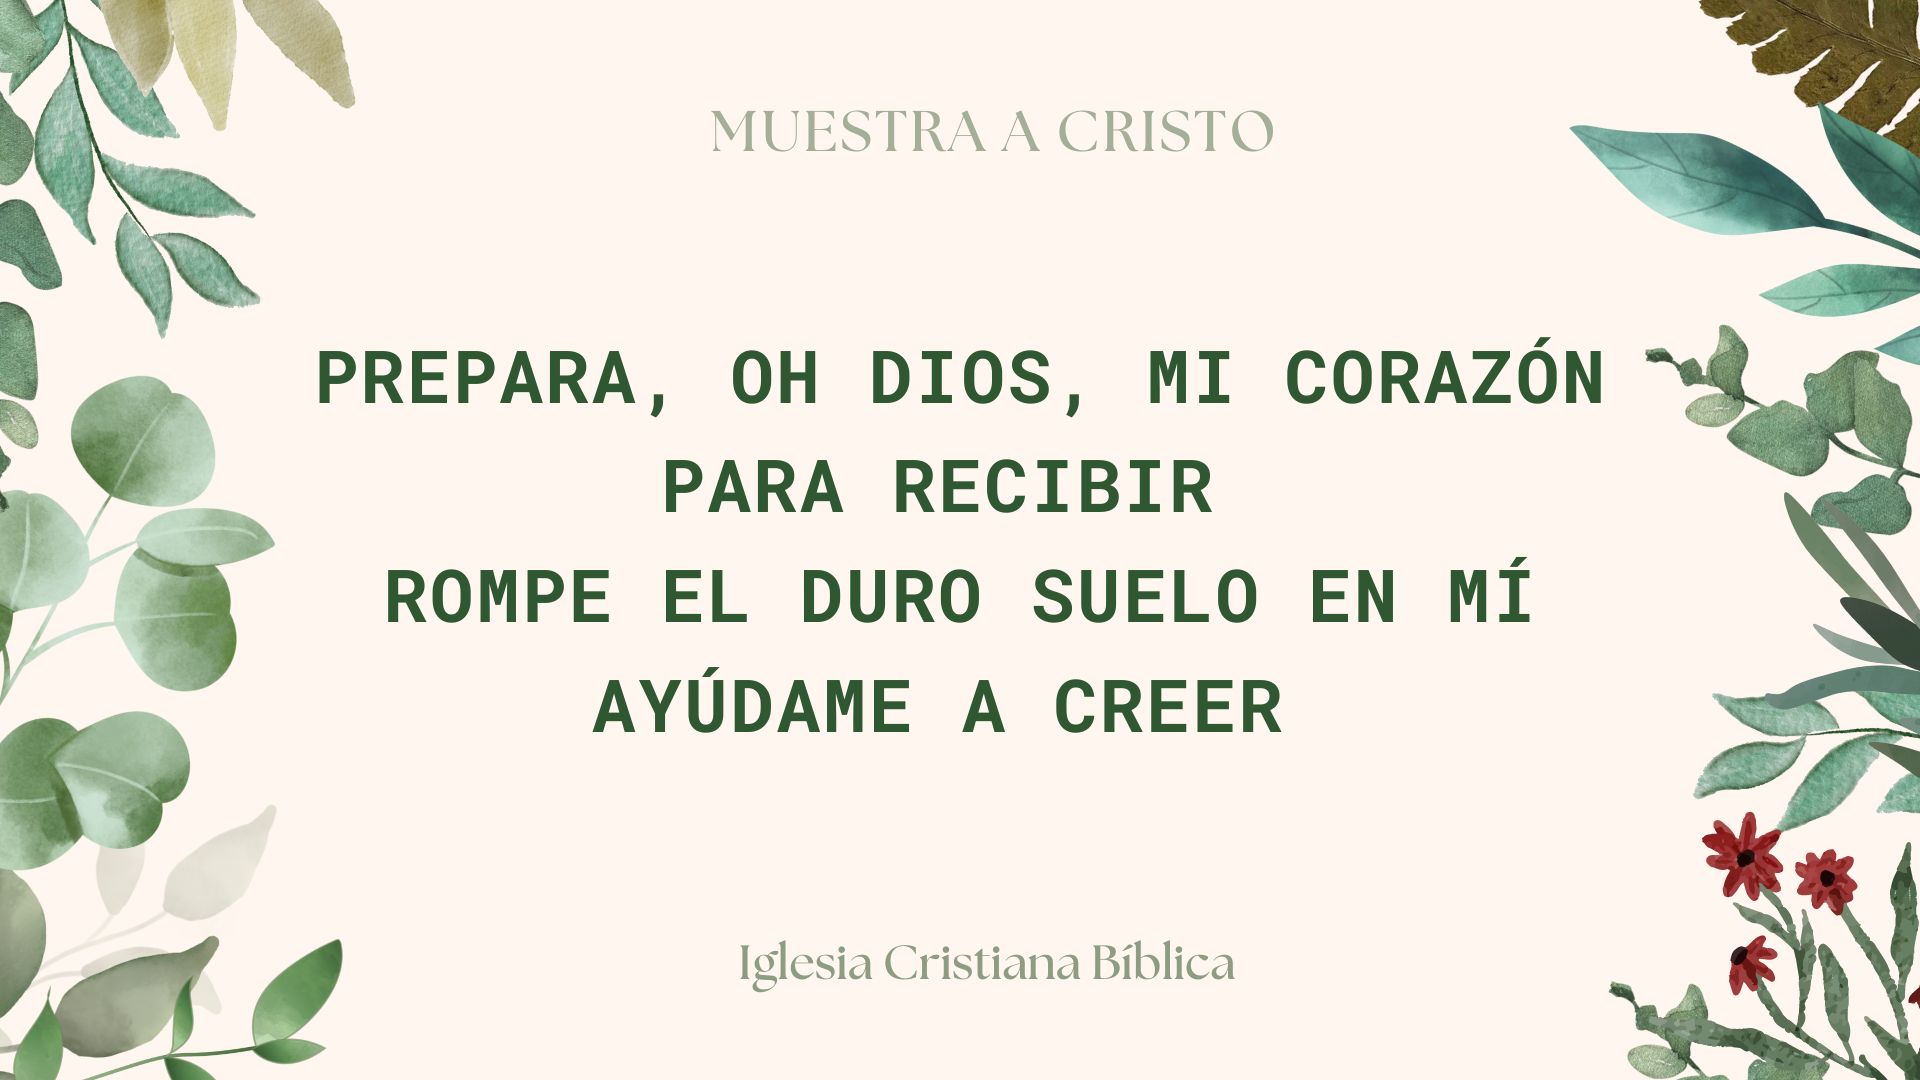 MUESTRA A CRISTO
PREPARA, OH DIOS, MI CORAZÓN
PARA RECIBIR
ROMPE EL DURO SUELO EN MÍ
AYÚDAME A CREER
Iglesia Cristiana Bíblica